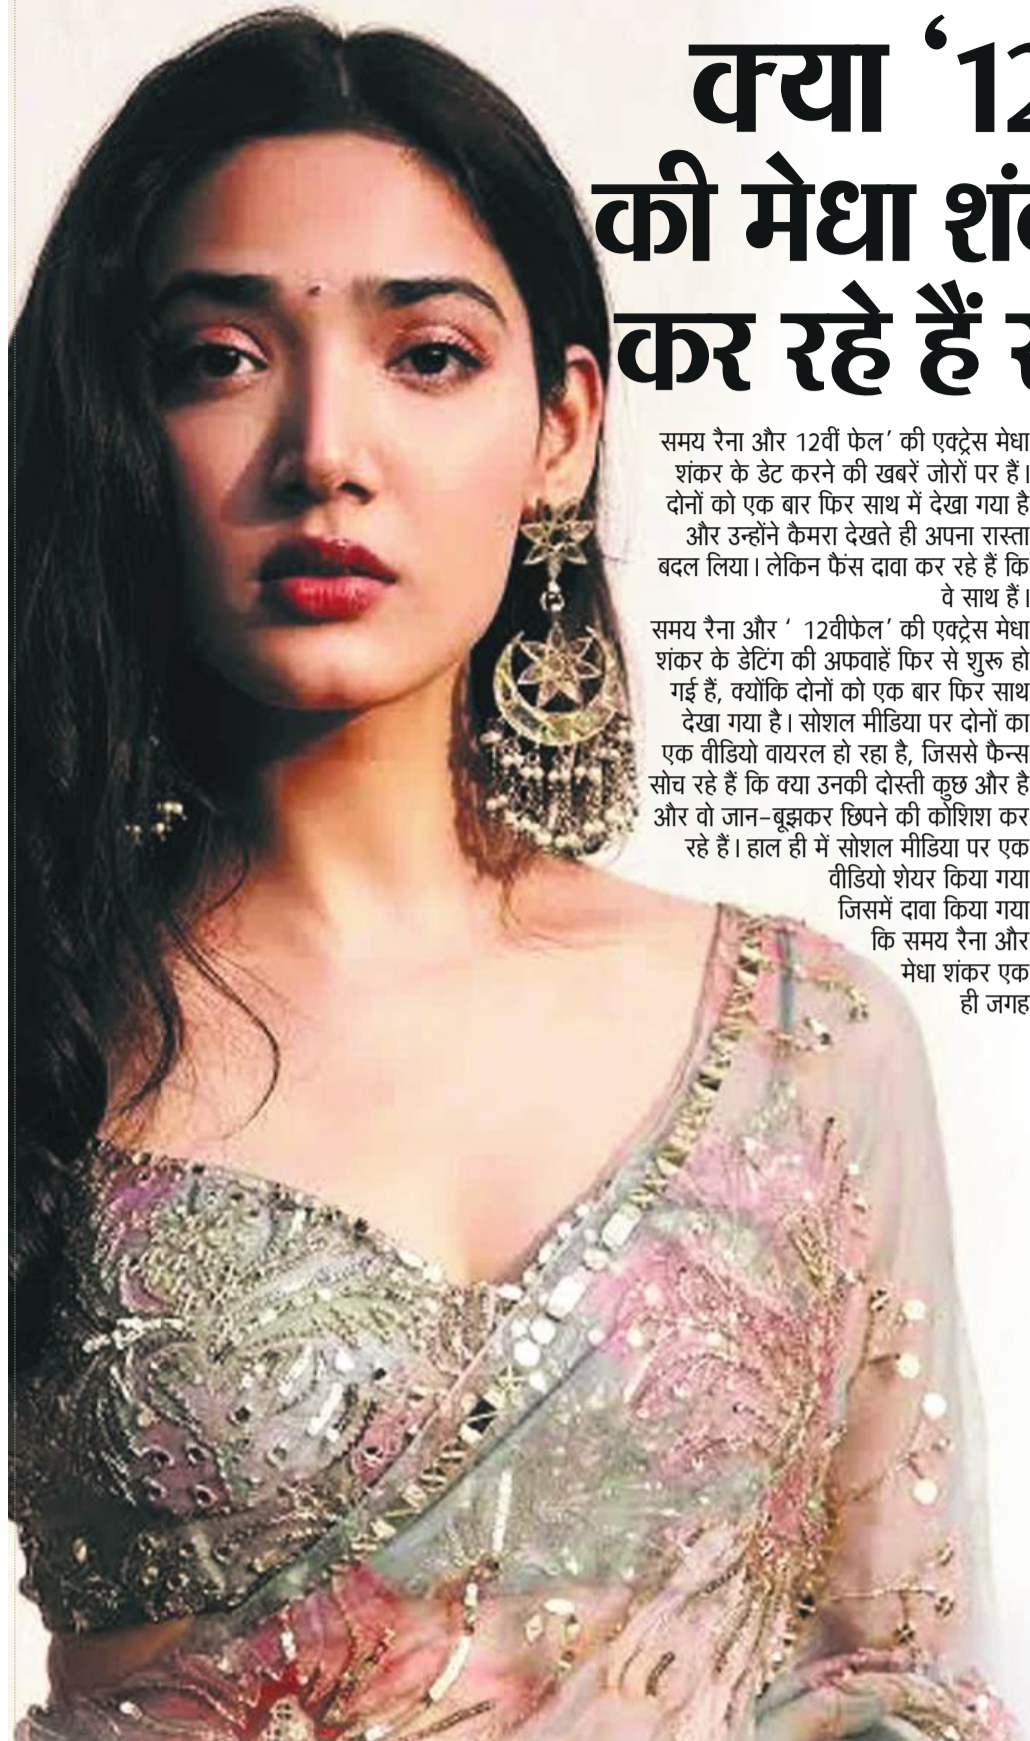 क्या ‘12
की मेधा
कर रहे हैं
समय रैना और 12वीं फेल’ की एक्ट्रेस मेधा
शंकर के डेट करने की खबरें जोरों पर हैं।
दोनों को एक बार फिर साथ में देखा गया है
और उन्होंने कैमरा देखते ही अपना रास्ता
बदल लिया। लेकिन फैंस दावा कर रहे हैं कि
वे साथ हैं।
समय रैना और ‘ 12वीफेल’ की एक्ट्रेस मेधा
शंकर के डेटिंग की अफवाहें फिर से शुरू हो
गई हैं, क्योंकि दोनों को एक बार फिर साथ
देखा गया है। सोशल मीडिया पर दोनों का
एक वीडियो वायरल हो रहा है, जिससे फैन्स
सोच रहे हैं कि क्या उनकी दोस्ती कुछ और है
और वो जान-बूझकर छिपने की कोशिश कर
रहे हैं। हाल ही में सोशल मीडिया पर एक
वीडियो शेयर किया गया
जिसमें दावा किया गया
कि समय रैना और
मेधा शंकर एक
ही जगह